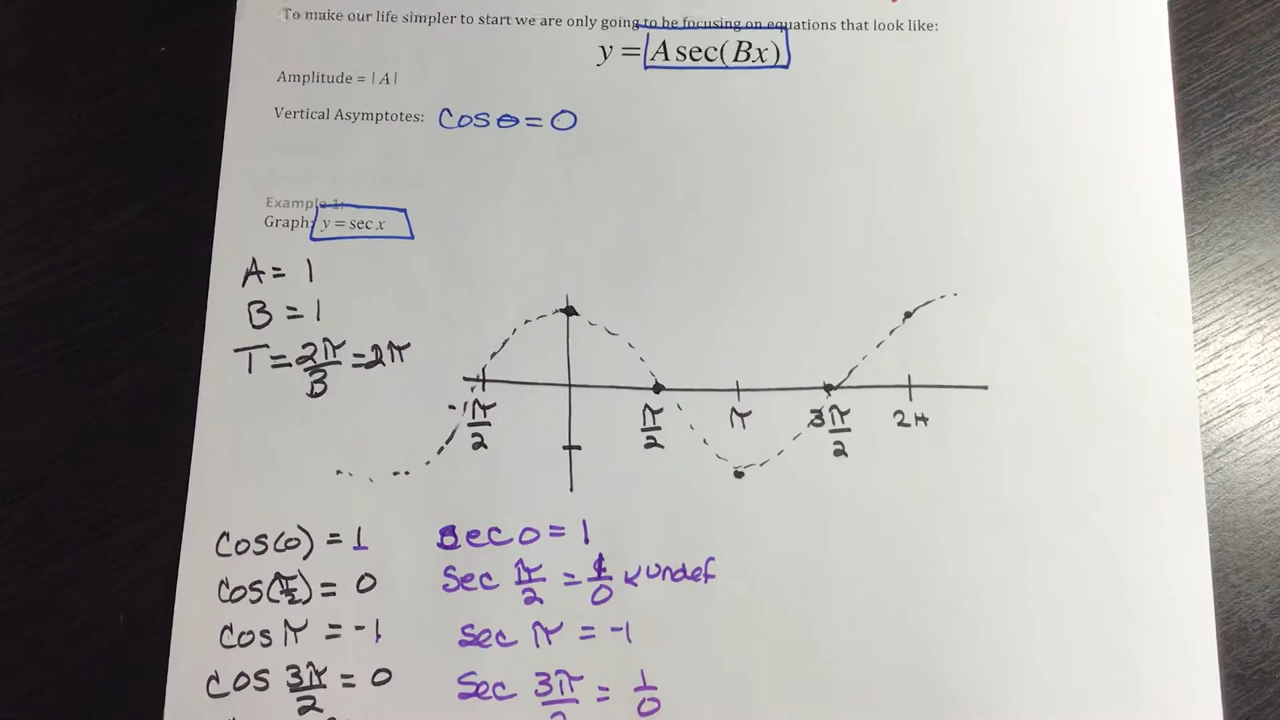 To make our life simpler to start we are only going to be focusing on equations that look like:
y = A sec(Bx)
Amplitude = |A|
Vertical Asymptotes: Cos θ = 0
Example 1:
Graph: y = sec x
A = 1
B = 1
T = 2π/B = 2π
-π/2 π/2 π 3π/2 2π
Cos(0) = 1 Sec 0 = 1
Cos(π/2) = 0 Sec π/2 = 1/0 < undef
Cos π = -1 Sec π = -1
Cos 3π/2 = 0 Sec 3π/2 = 1/0